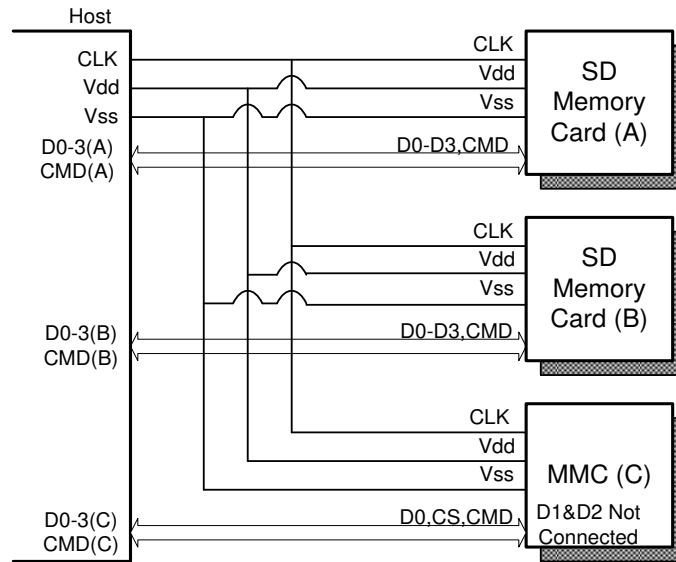 Host
CLK
Vdd
Vss
D0-3(A)
CMD(A)
CLK
Vdd
Vss
D0-D3,CMD
SD
Memory
Card (A)
D0-3(B)
CMD(B)
CLK
Vdd
Vss
D0-D3,CMD
SD
Memory
Card (B)
D0-3(C)
CMD(C)
CLK
Vdd
Vss
D0,CS,CMD
MMC (C)
D1&D2 Not
Connected